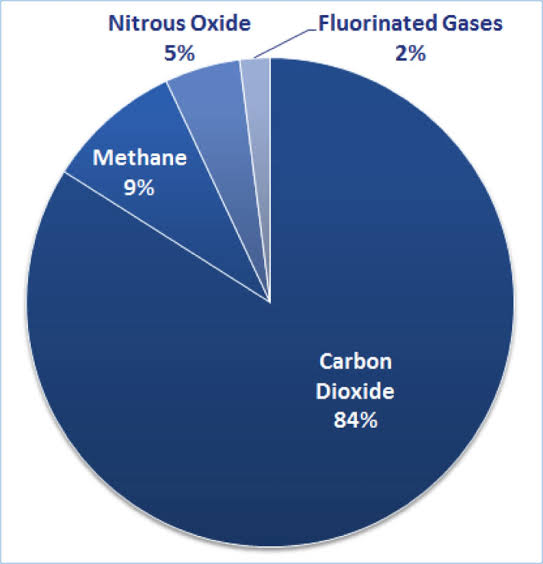 Nitrous Oxide
5%
Fluorinated Gases
2%
Methane
9%
Carbon
Dioxide
84%